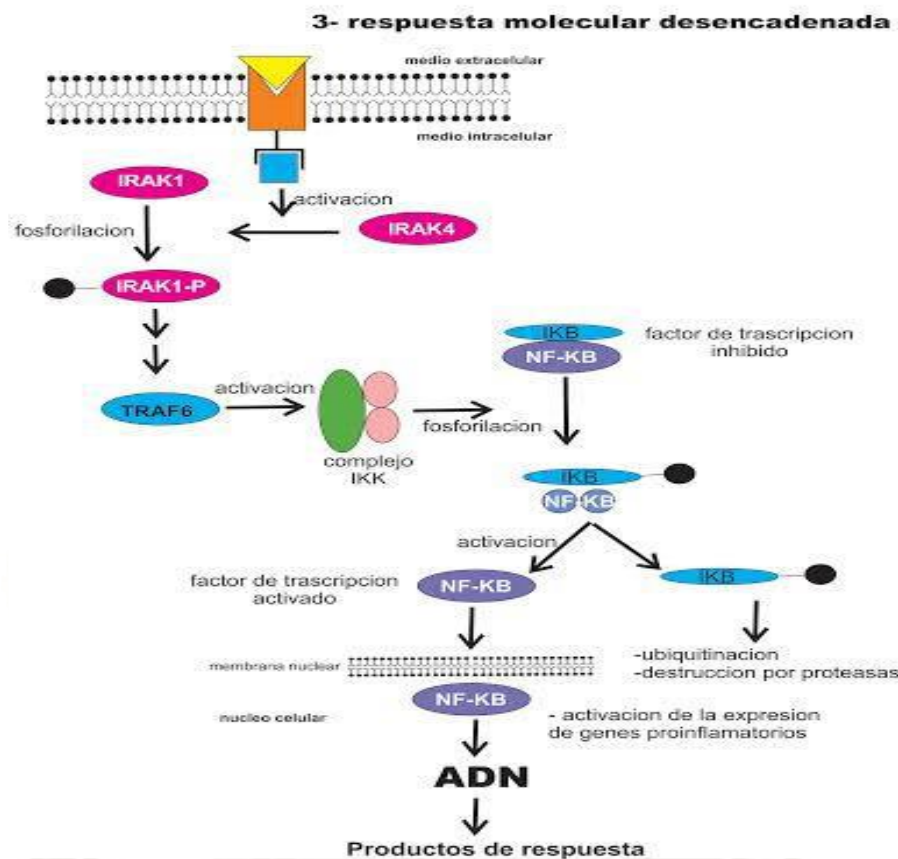 3- respuesta molecular desencadenada
medio extracelular
medio intracelular
IRAK1
activacion
fosforilacion
IRAK4
IRAK1-P
IKB
NF-KB
factor de trascripcion
inhibido
activacion
TRAF6
fosforilacion
complejo
IKK
IKB
NF-KB
activacion
factor de trascripcion
activado
NF-KB
IKB
membrana nuclear
-ubiquitinacion
-destruccion por proteasas
NF-KB
nucleo celular
- activacion de la expresion
de genes proinflamatorios
ADN
Productos de respuesta